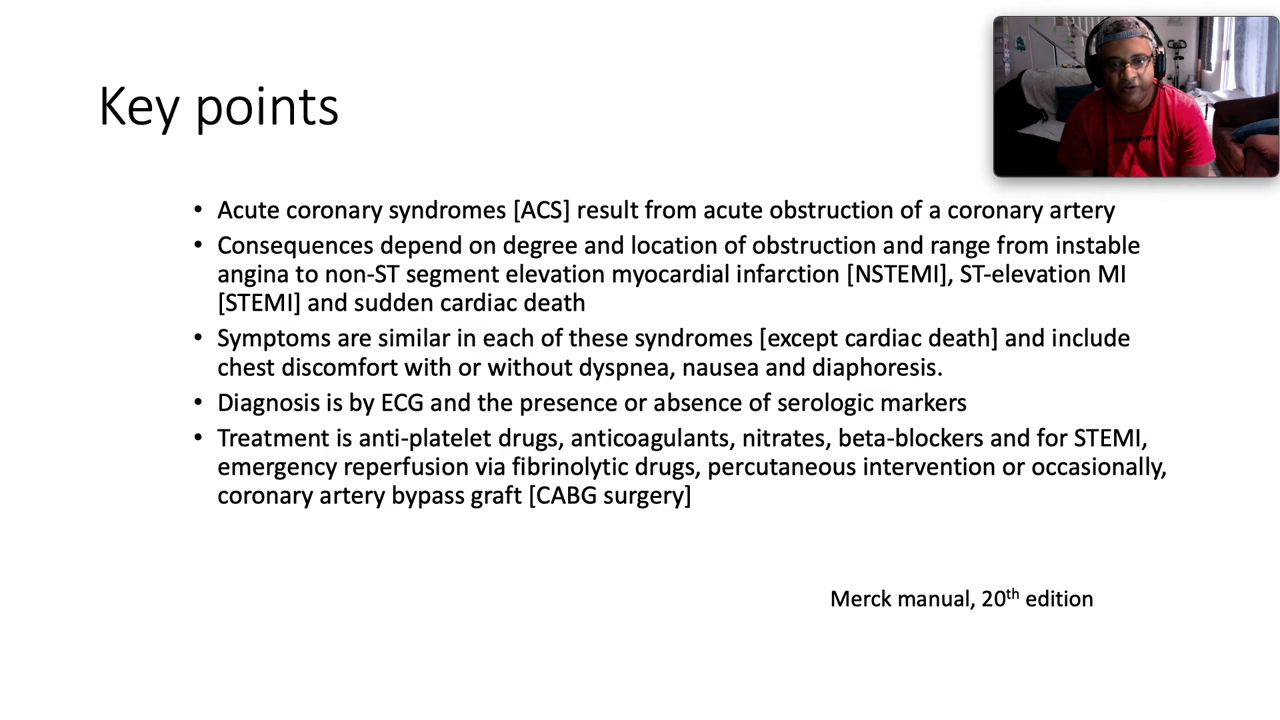 Key points
• Acute coronary syndromes [ACS] result from acute obstruction of a coronary artery
• Consequences depend on degree and location of obstruction and range from instable
angina to non-ST segment elevation myocardial infarction [NSTEMI], ST-elevation MI
[STEMI] and sudden cardiac death
• Symptoms are similar in each of these syndromes [except cardiac death] and include
chest discomfort with or without dyspnea, nausea and diaphoresis.
• Diagnosis is by ECG and the presence or absence of serologic markers
• Treatment is anti-platelet drugs, anticoagulants, nitrates, beta-blockers and for STEMI,
emergency reperfusion via fibrinolytic drugs, percutaneous intervention or occasionally,
coronary artery bypass graft [CABG surgery]
Merck manual, 20th edition